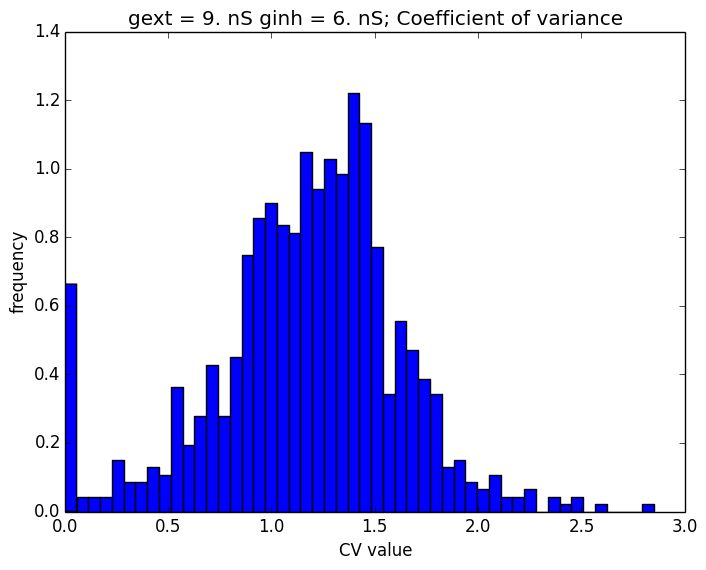 gext = 9. nS ginh = 6. nS; Coefficient of variance
1.4
1.2
1.0
0.8
0.6
0.4
0.2
0.0
frequency
0.0 0.5 1.0 1.5 2.0 2.5 3.0
CV value